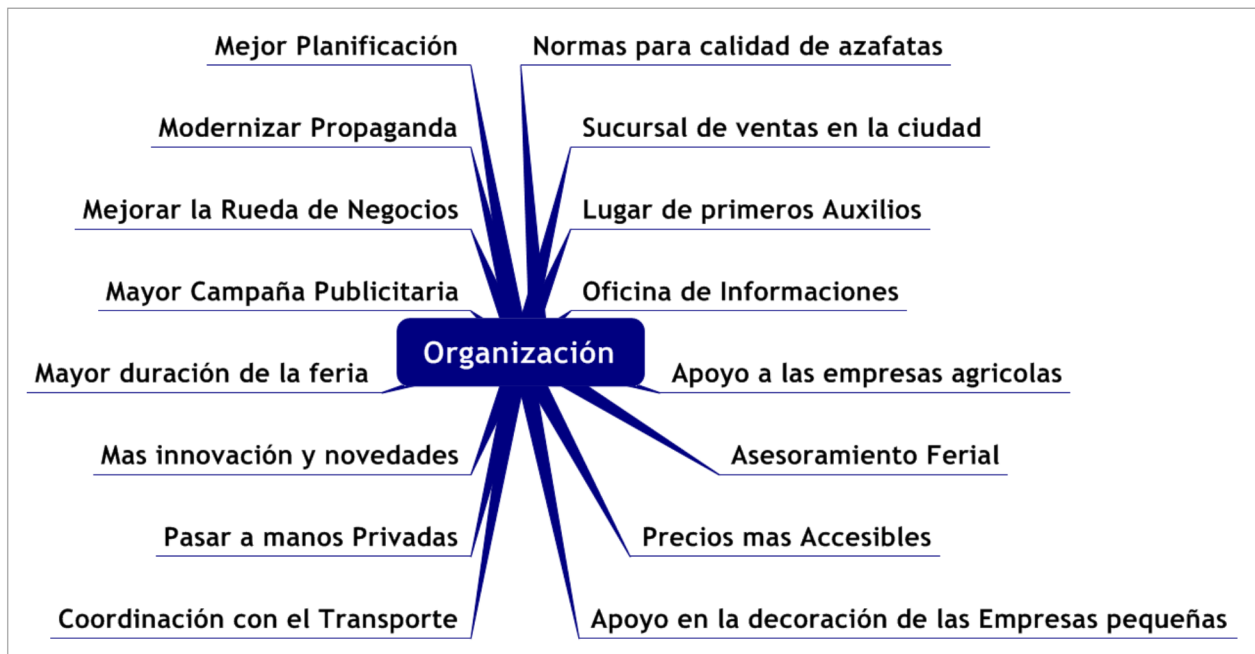 Mejor Planificación
Normas para calidad de azafatas
Modernizar Propaganda
Sucursal de ventas en la ciudad
Mejorar la Rueda de Negocios
Lugar de primeros Auxilios
Mayor Campaña Publicitaria
Oficina de Informaciones
Organización
Mayor duración de la feria
Apoyo a las empresas agricolas
Mas innovación y novedades
Asesoramiento Ferial
Pasar a manos Privadas
Precios mas Accesibles
Coordinación con el Transporte
Apoyo en la decoración de las Empresas pequeñas